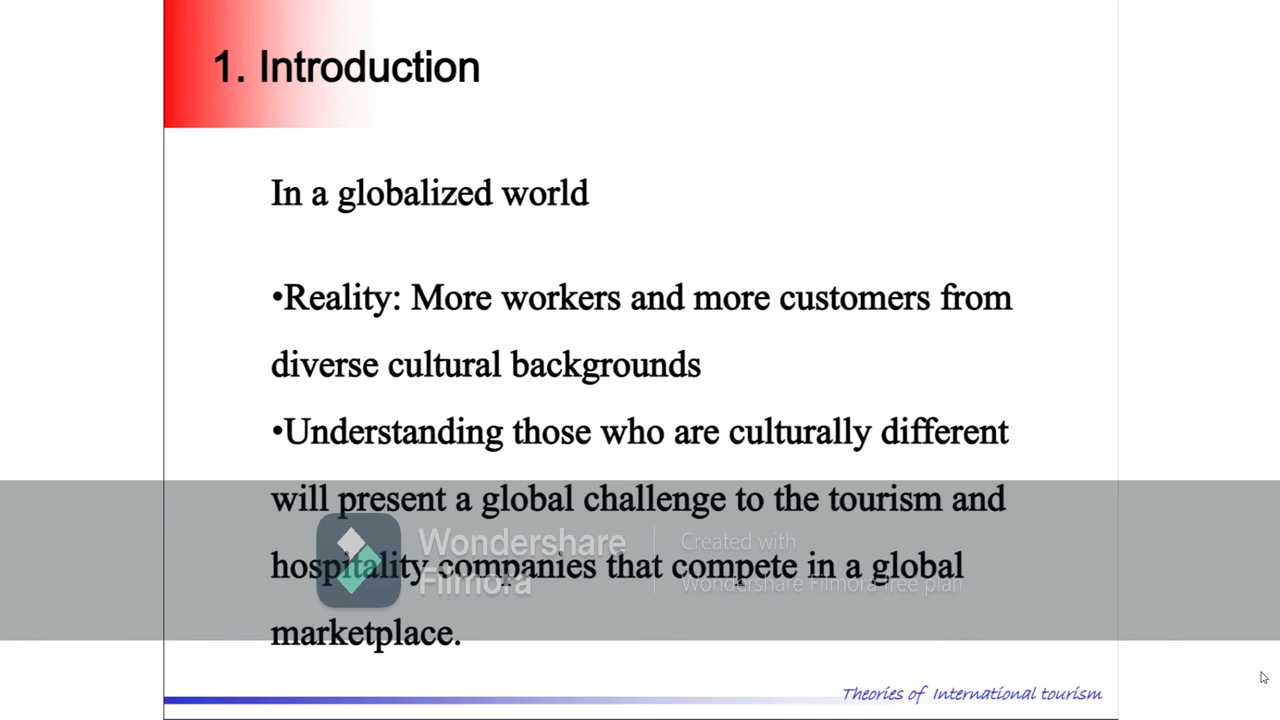 1. Introduction
In a globalized world
•Reality: More workers and more customers from
diverse cultural backgrounds
•Understanding those who are culturally different
will present a global challenge to the tourism and
hospitality companies that compete in a global
marketplace.
Wondershare
Filmora
Created with
Wondershare Filmora free plan
Theories of International tourism